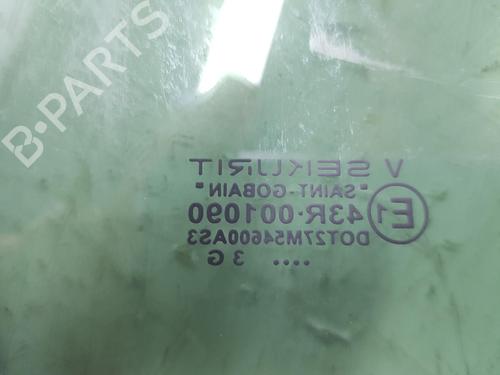 B-PARTS
V SEKURIT
"SAINT-GOBAIN"
E1 43R-001090
DOT27M54600AS3
....
3 G